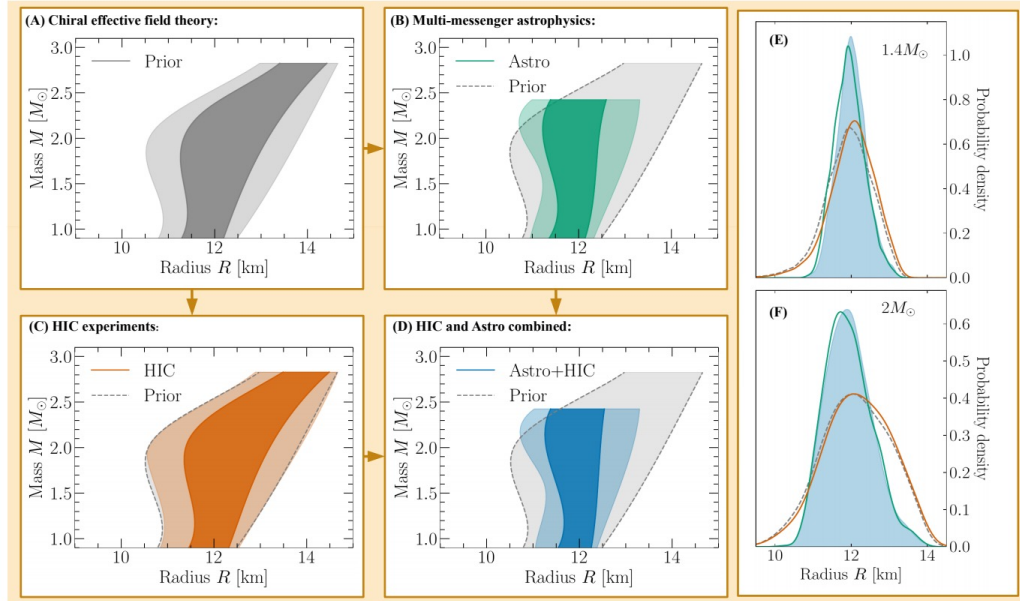 (A) Chiral effective field theory:
3.0
2.5
2.0
1.5
1.0
Mass M [M⊙]
Prior
10
12
14
Radius R [km]
(B) Multi-messenger astrophysics:
3.0
2.5
2.0
1.5
1.0
Mass M [M⊙]
Astro
Prior
10
12
14
Radius R [km]
(C) HIC experiments:
3.0
2.5
2.0
1.5
1.0
Mass M [M⊙]
HIC
Prior
10
12
14
Radius R [km]
(D) HIC and Astro combined:
3.0
2.5
2.0
1.5
1.0
Mass M [M⊙]
Astro+HIC
Prior
10
12
14
Radius R [km]
(E)
1.4M⊙
1.0
0.8
0.6
0.4
0.2
0.0
Probability density
(F)
2M⊙
0.6
0.5
0.4
0.3
0.2
0.1
0.0
Probability density
10
12
14
Radius R [km]